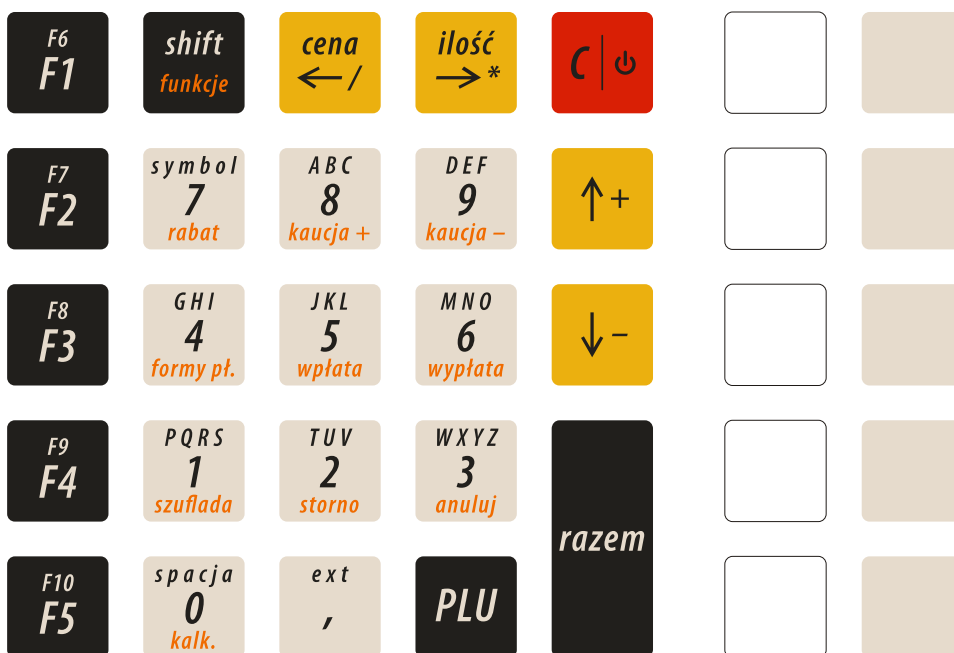 F6
F1
shift
funkcje
cena
← /
ilość
→ *
C | ⏻
F7
F2
symbol
7
rabat
ABC
8
kaucja +
DEF
9
kaucja –
↑ +
F8
F3
GHI
4
formy pł.
JKL
5
wpłata
MNO
6
wypłata
↓ –
F9
F4
PQRS
1
szuflada
TUV
2
storno
WXYZ
3
anuluj
razem
F10
F5
spacja
0
kalk.
ext
,
PLU